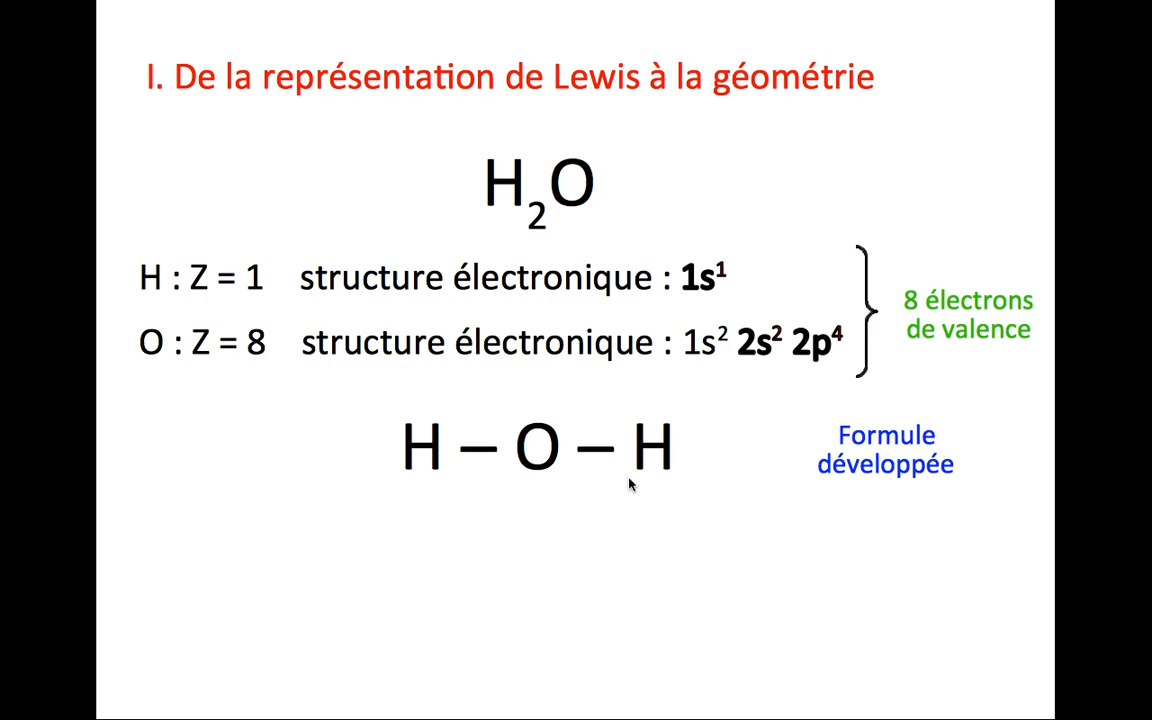 I. De la représentation de Lewis à la géométrie
H₂O
H : Z = 1 structure électronique : 1s¹
O : Z = 8 structure électronique : 1s² 2s² 2p⁴
8 électrons
de valence
H – O – H
Formule
développée